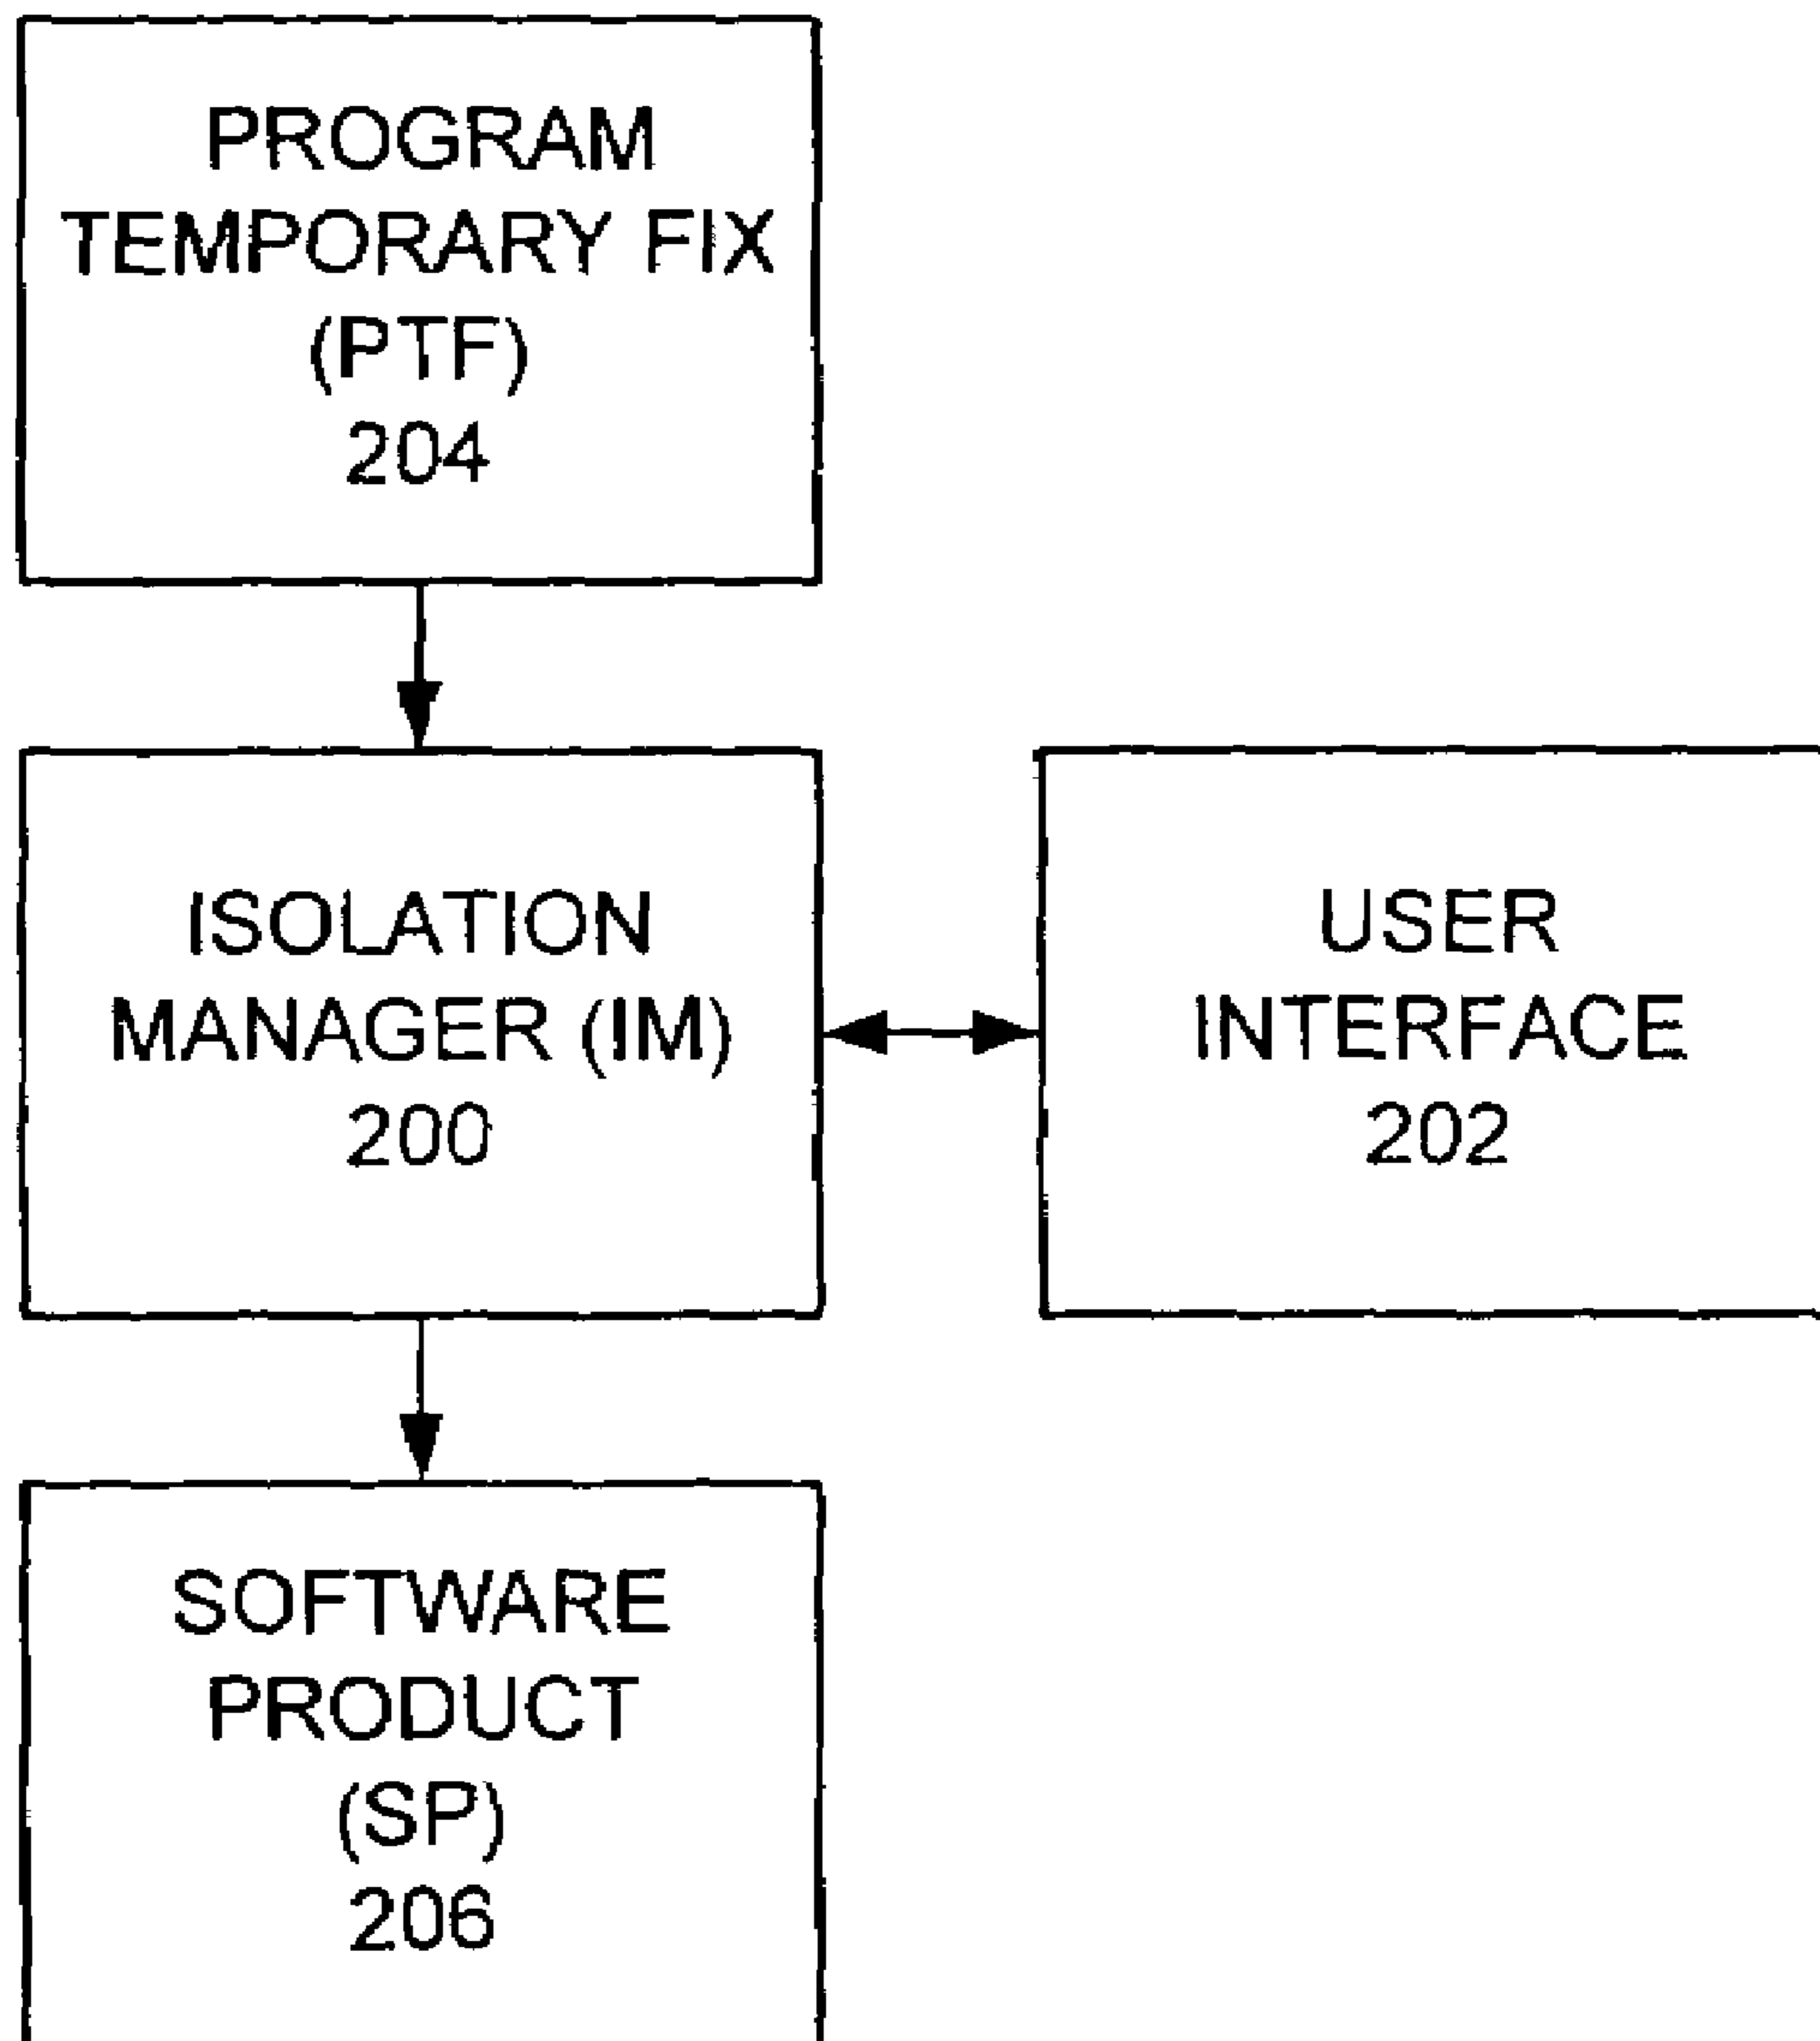 PROGRAM
TEMPORARY FIX
(PTF)
204
ISOLATION
MANAGER (IM)
200
USER
INTERFACE
202
SOFTWARE
PRODUCT
(SP)
206